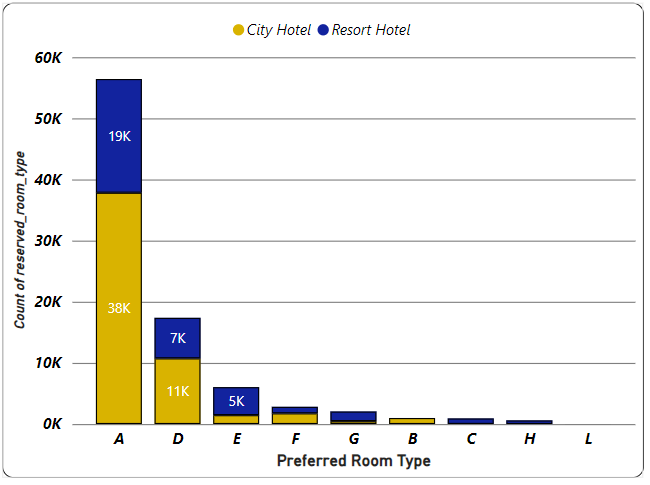 City Hotel Resort Hotel
60K
50K
40K
30K
20K
10K
0K
Count of reserved_room_type
19K
38K
7K
11K
5K
A D E F G B C H L
Preferred Room Type